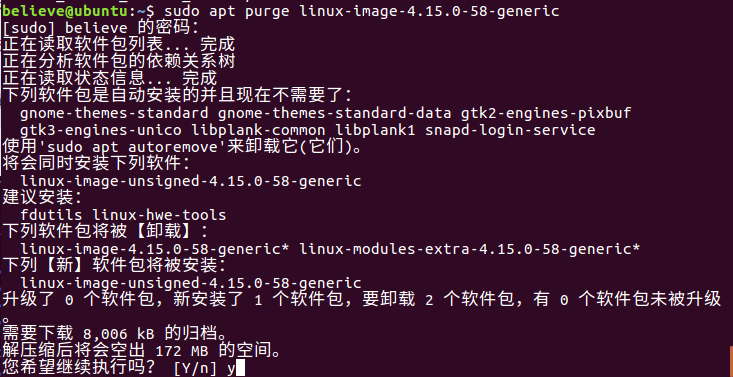 believe@ubuntu:~$ sudo apt purge linux-image-4.15.0-58-generic
[sudo] believe 的密码：
正在读取软件包列表... 完成
正在分析软件包的依赖关系树
正在读取状态信息... 完成
下列软件包是自动安装的并且现在不需要了：
  gnome-themes-standard gnome-themes-standard-data gtk2-engines-pixbuf
  gtk3-engines-unico libplank-common libplank1 snapd-login-service
使用'sudo apt autoremove'来卸载它(它们)。
将会同时安装下列软件：
  linux-image-unsigned-4.15.0-58-generic
建议安装：
  fdutils linux-hwe-tools
下列软件包将被【卸载】：
  linux-image-4.15.0-58-generic* linux-modules-extra-4.15.0-58-generic*
下列【新】软件包将被安装：
  linux-image-unsigned-4.15.0-58-generic
升级了 0 个软件包，新安装了 1 个软件包，要卸载 2 个软件包，有 0 个软件包未被升级
。
需要下载 8,006 kB 的归档。
解压缩后将会空出 172 MB 的空间。
您希望继续执行吗？ [Y/n] y